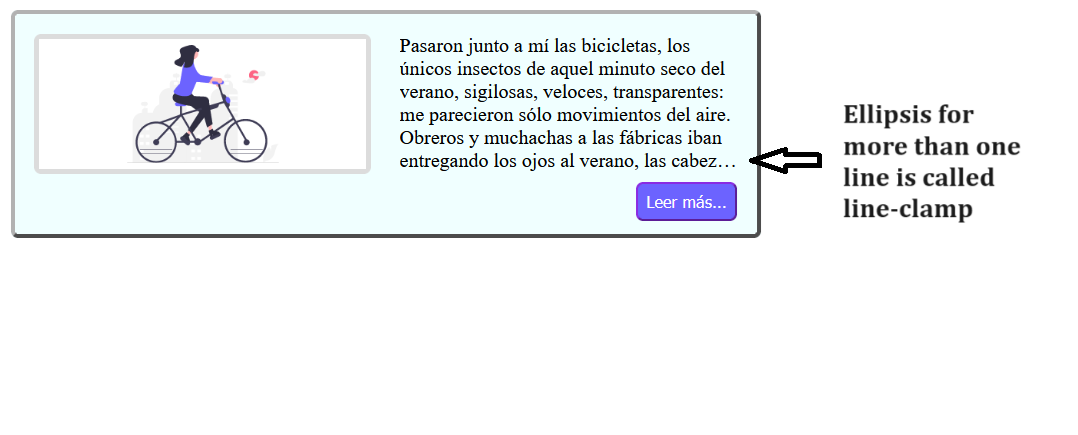 Pasaron junto a mí las bicicletas, los
únicos insectos de aquel minuto seco del
verano, sigilosas, veloces, transparentes:
me parecieron sólo movimientos del aire.
Obreros y muchachas a las fábricas iban
entregando los ojos al verano, las cabez…
Leer más...
Ellipsis for
more than one
line is called
line-clamp